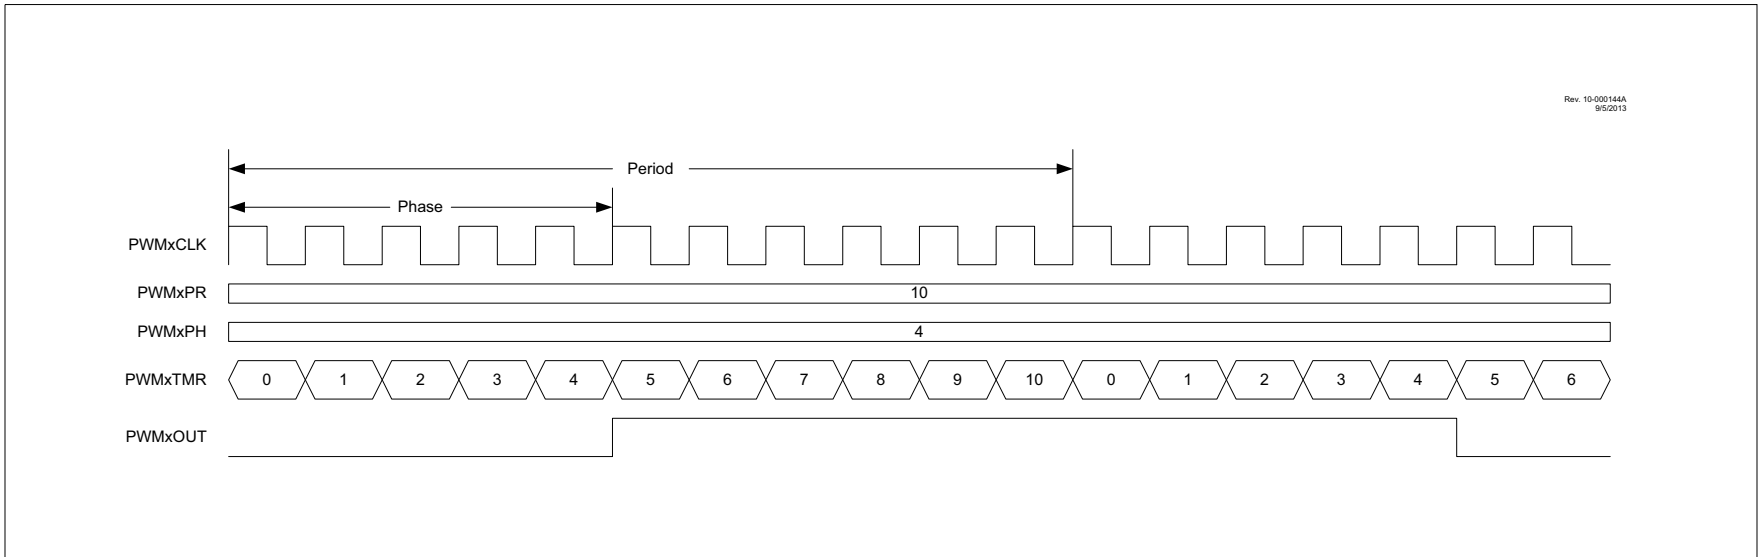 Rev. 10-000144A
9/5/2013
Period
Phase
PWMxCLK
PWMxPR
10
PWMxPH
4
PWMxTMR
0 1 2 3 4 5 6 7 8 9 10 0 1 2 3 4 5 6
PWMxOUT